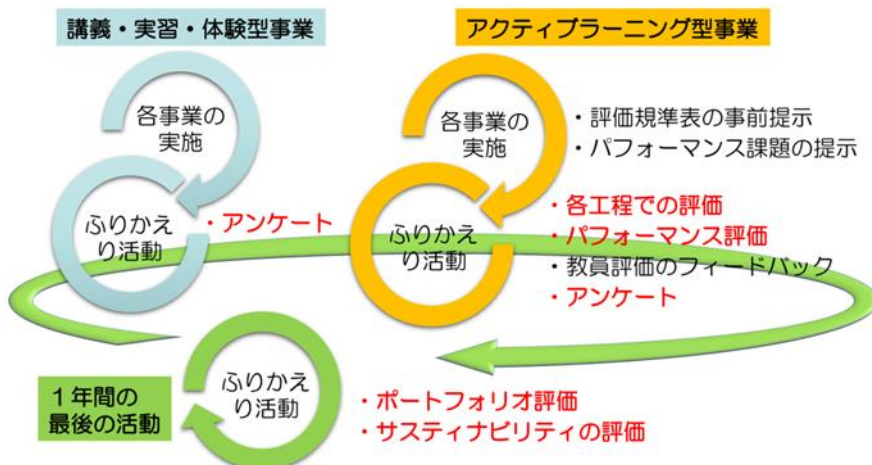 講義・実習・体験型事業
各事業の
実施
ふりかえ
り活動
・アンケート
アクティブラーニング型事業
各事業の
実施
・評価規準表の事前提示
・パフォーマンス課題の提示
ふりかえ
り活動
・各工程での評価
・パフォーマンス評価
・教員評価のフィードバック
・アンケート
1年間の
最後の活動
ふりかえ
り活動
・ポートフォリオ評価
・サスティナビリティの評価